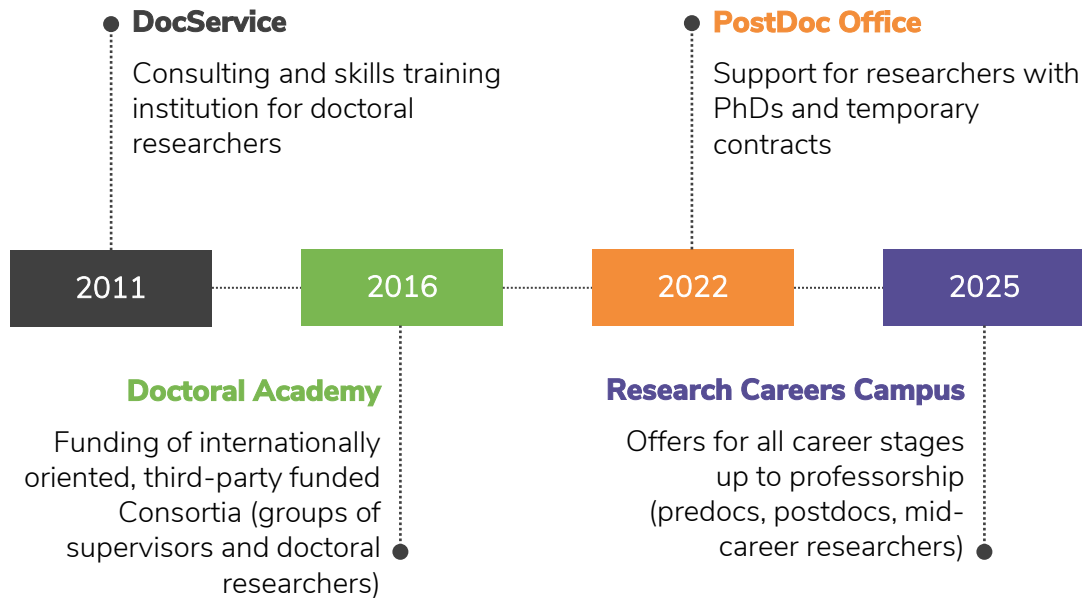 DocService
Consulting and skills training
institution for doctoral
researchers
PostDoc Office
Support for researchers with
PhDs and temporary
contracts
2011
2016
2022
2025
Doctoral Academy
Funding of internationally
oriented, third-party funded
Consortia (groups of
supervisors and doctoral
researchers)
Research Careers Campus
Offers for all career stages
up to professorship
(predocs, postdocs, mid-
career researchers)